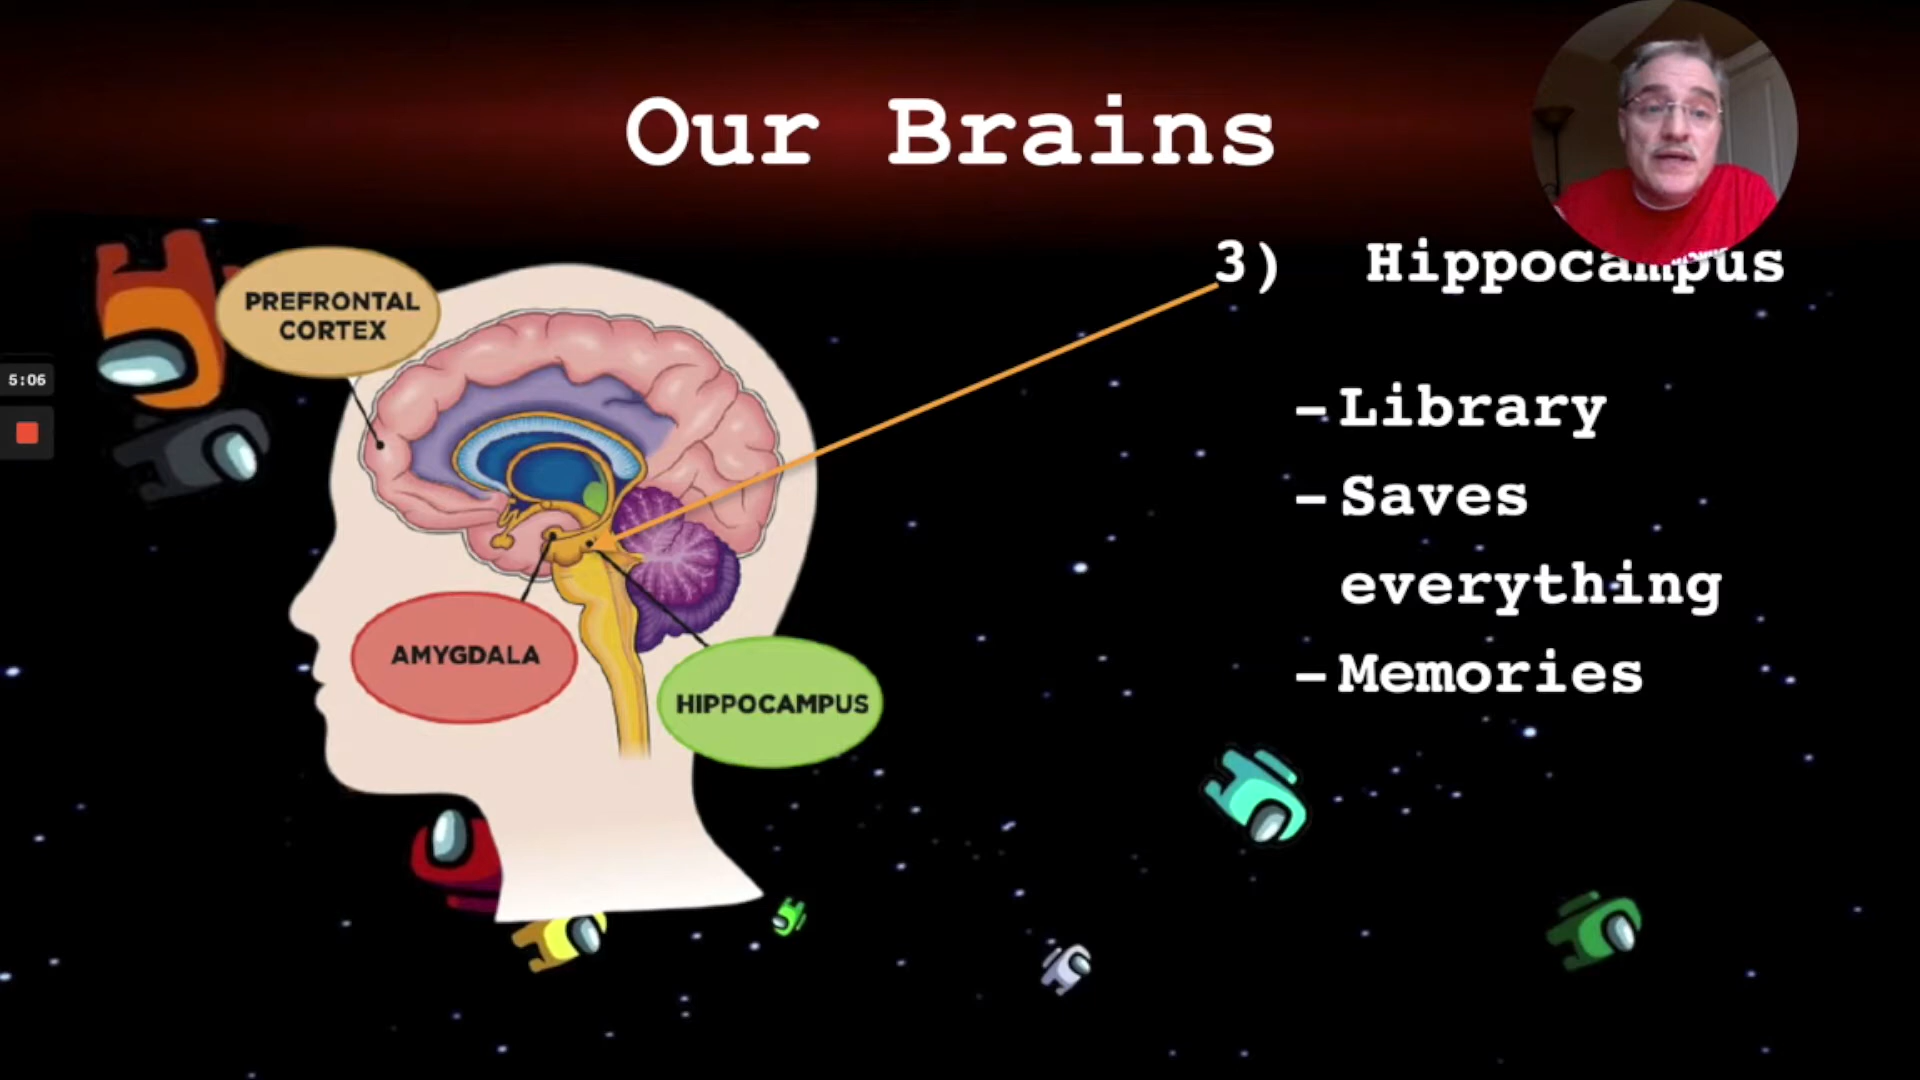 Our Brains
PREFRONTAL
CORTEX
5:06
AMYGDALA
HIPPOCAMPUS
3) Hippocampus
-Library
-Saves
everything
-Memories